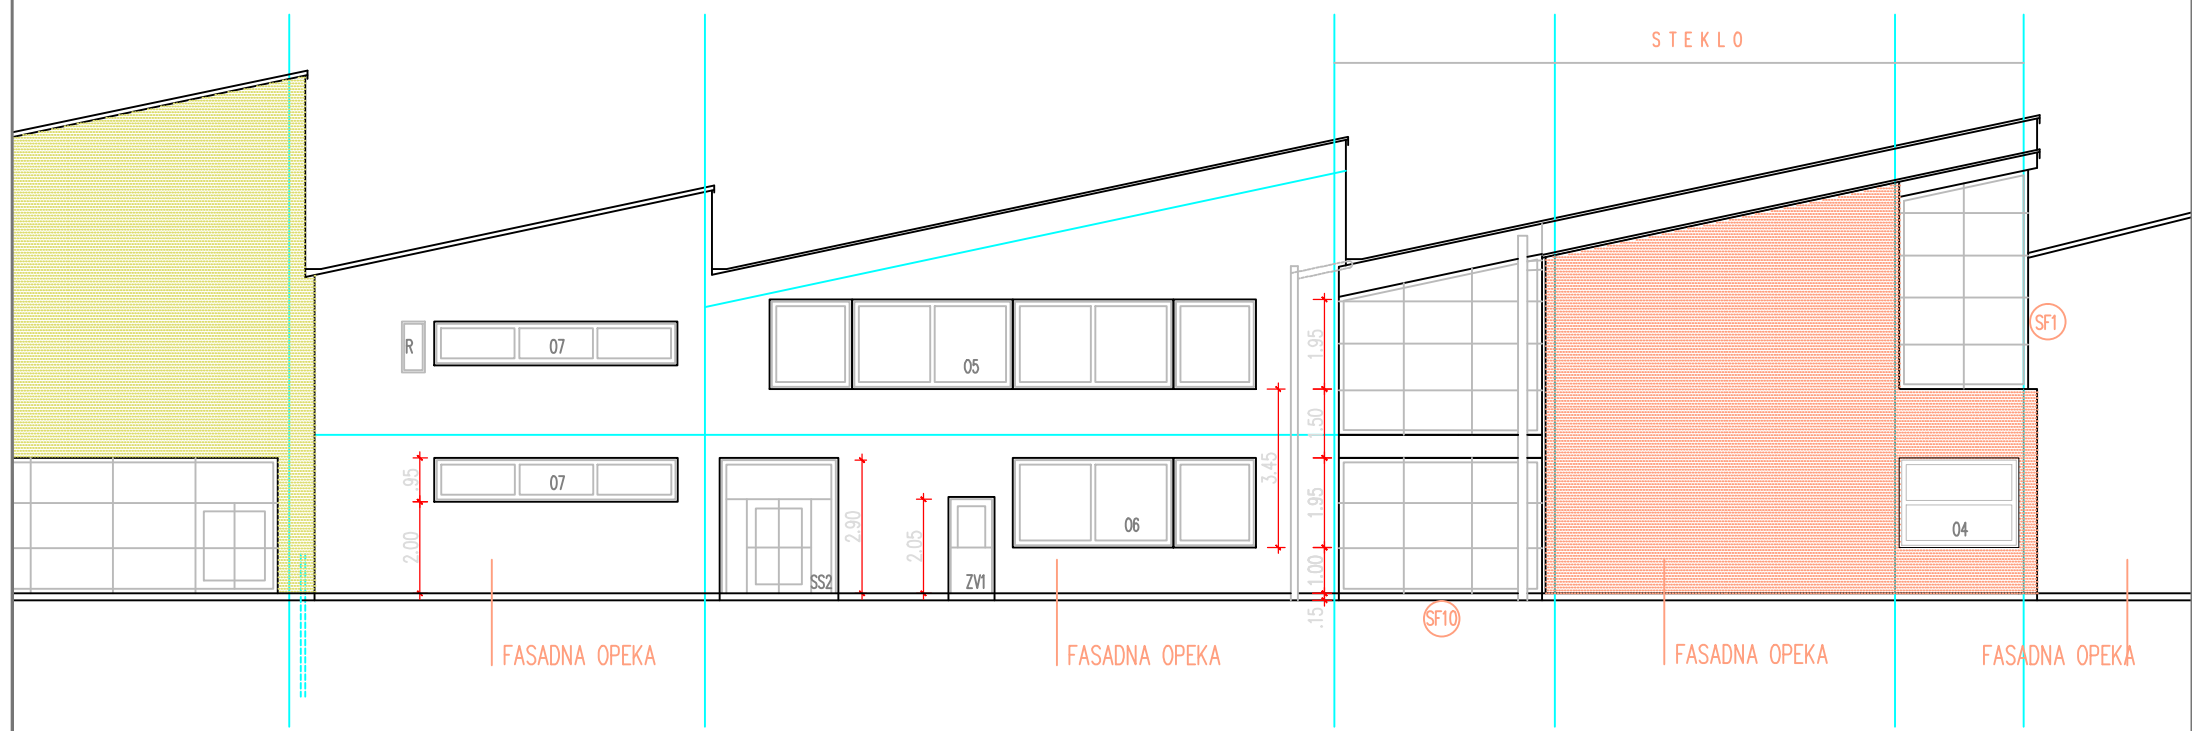 STEKLO
SF1
R
07
05
1.95
.50
3.45
.95
07
2.00
SS2
2.90
2.05
ZV1
06
1.95
1.00
.15
04
SF10
FASADNA OPEKA
FASADNA OPEKA
FASADNA OPEKA
FASADNA OPEKA